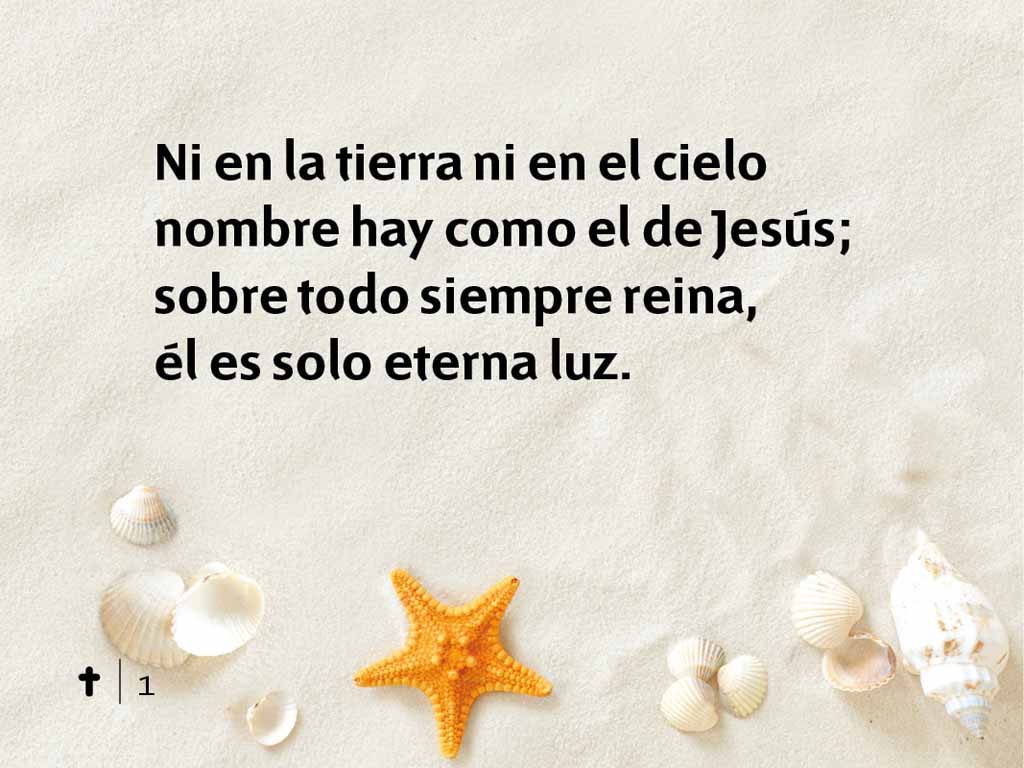 Ni en la tierra ni en el cielo
nombre hay como el de Jesús;
sobre todo siempre reina,
él es solo eterna luz.
1